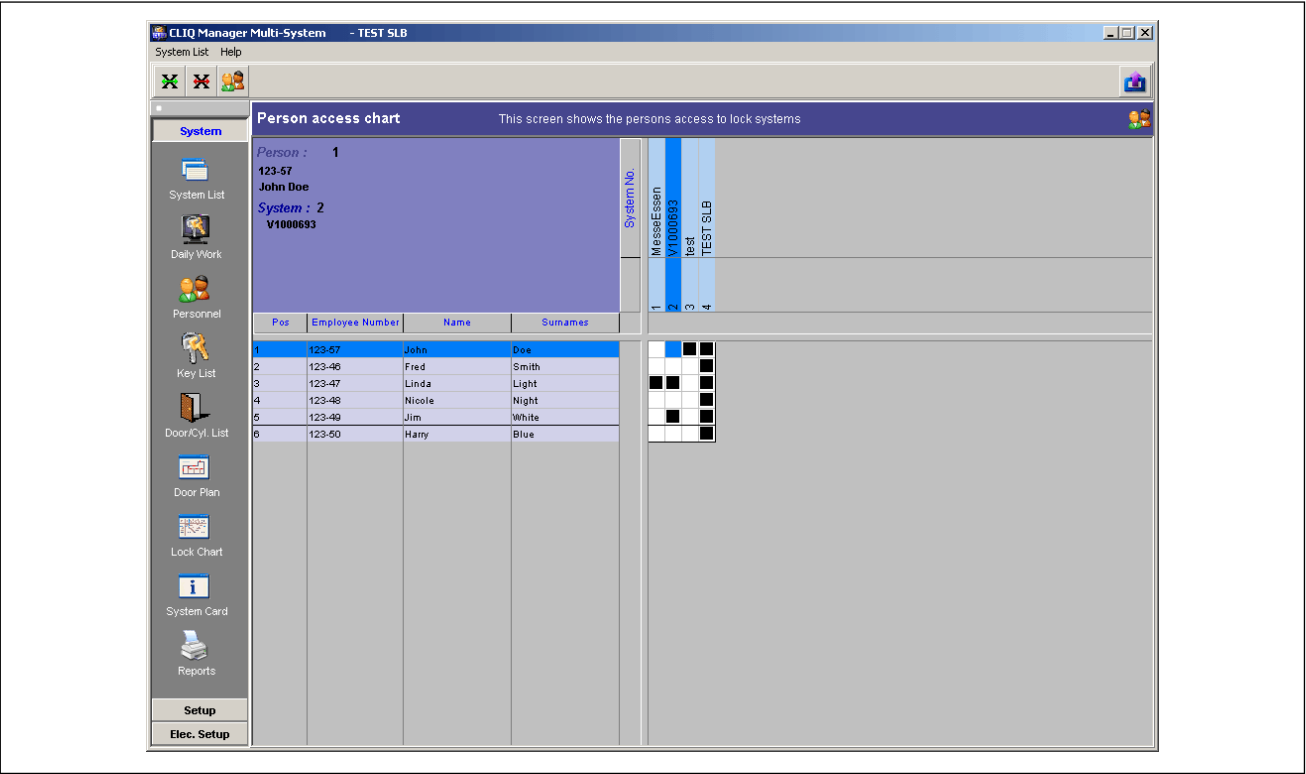 CLIQ Manager Multi-System - TEST SLB
System List Help
System
Person access chart This screen shows the persons access to lock systems
Person : 1
123-57
John Doe
System : 2
V1000693
System No.
MesseEssen
V1000693
test
TEST SLB
1
2
3
4
Pos Employee Number Name Surnames
1 123-57 John Doe
2 123-46 Fred Smith
3 123-47 Linda Light
4 123-48 Nicole Night
5 123-49 Jim White
6 123-50 Harry Blue
System List
Daily Work
Personnel
Key List
Door/Cyl. List
Door Plan
Lock Chart
System Card
Reports
Setup
Elec. Setup